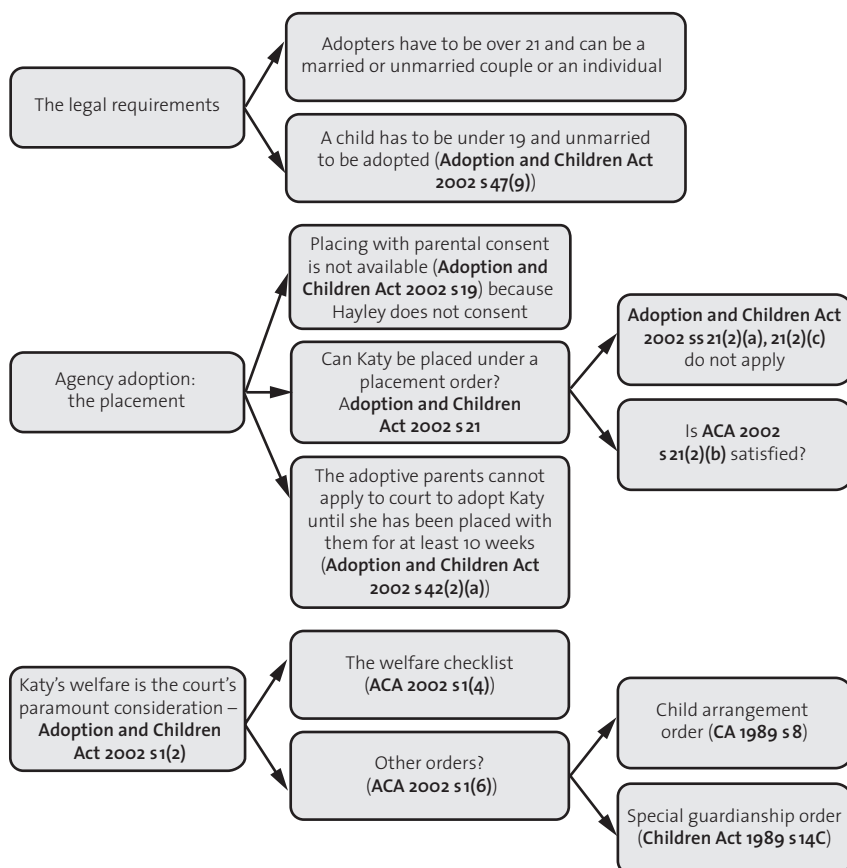 Adopters have to be over 21 and can be a
married or unmarried couple or an individual
The legal requirements
A child has to be under 19 and unmarried
to be adopted (Adoption and Children Act
2002 s 47(9))
Placing with parental consent
is not available (Adoption and
Children Act 2002 s 19) because
Hayley does not consent
Agency adoption:
the placement
Can Katy be placed under a
placement order?
Adoption and Children
Act 2002 s 21
Adoption and Children Act
2002 ss 21(2)(a), 21(2)(c)
do not apply
Is ACA 2002
s 21(2)(b) satisfied?
The adoptive parents cannot
apply to court to adopt Katy
until she has been placed with
them for at least 10 weeks
(Adoption and Children Act
2002 s 42(2)(a))
Katy's welfare is the court's
paramount consideration –
Adoption and Children
Act 2002 s 1(2)
The welfare checklist
(ACA 2002 s 1(4))
Other orders?
(ACA 2002 s 1(6))
Child arrangement
order (CA 1989 s 8)
Special guardianship order
(Children Act 1989 s 14C)